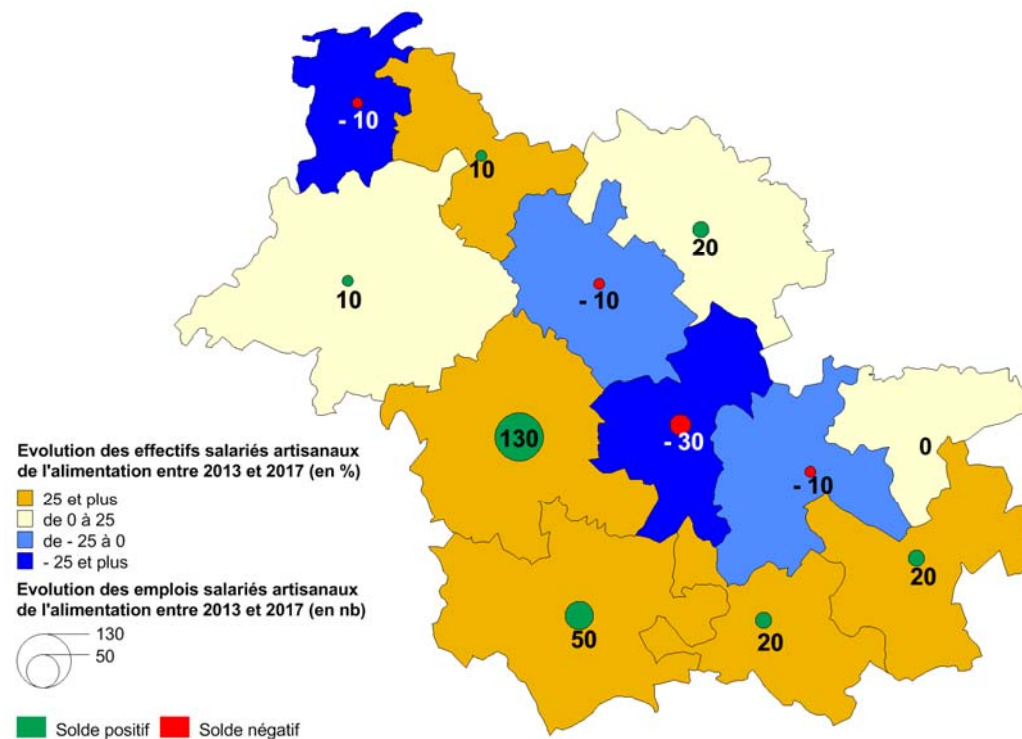 - 10
10
20
10
- 10
130
- 30
0
- 10
20
50
20
Evolution des effectifs salariés artisanaux
de l'alimentation entre 2013 et 2017 (en %)
25 et plus
de 0 à 25
de - 25 à 0
- 25 et plus
Evolution des emplois salariés artisanaux
de l'alimentation entre 2013 et 2017 (en nb)
130
50
Solde positif Solde négatif